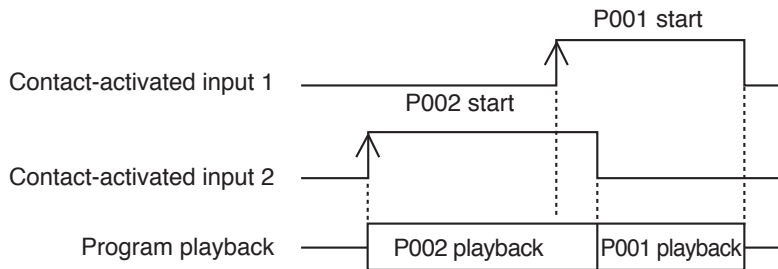 P001 start
Contact-activated input 1
P002 start
Contact-activated input 2
Program playback
P002 playback
P001 playback